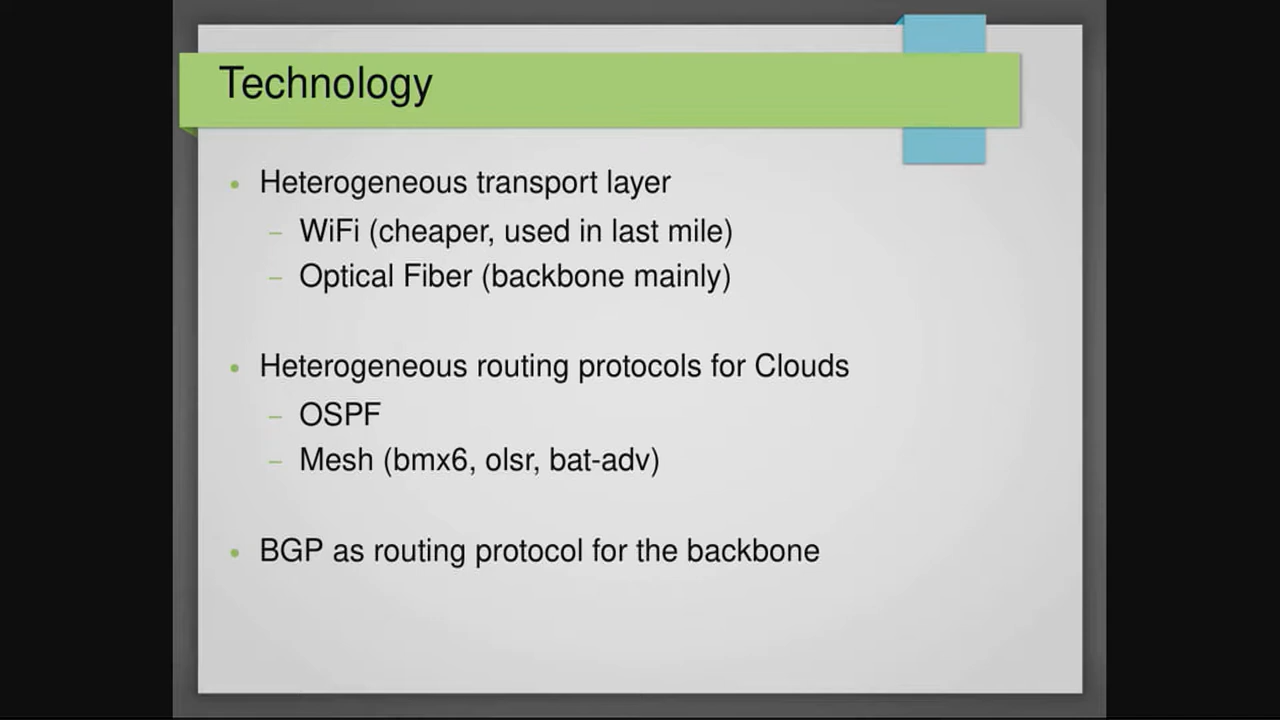 Technology
• Heterogeneous transport layer
– WiFi (cheaper, used in last mile)
– Optical Fiber (backbone mainly)
• Heterogeneous routing protocols for Clouds
– OSPF
– Mesh (bmx6, olsr, bat-adv)
• BGP as routing protocol for the backbone